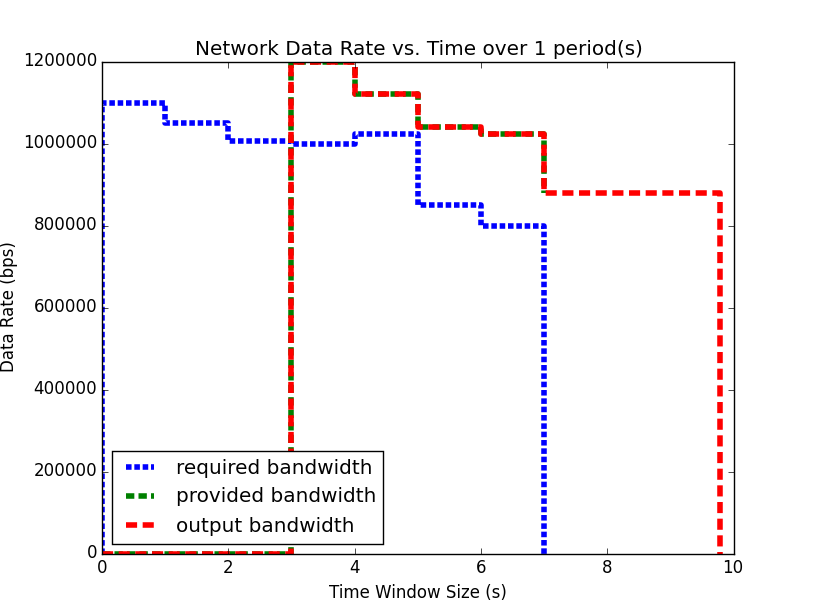 Network Data Rate vs. Time over 1 period(s)
1200000
1000000
800000
600000
400000
200000
0
Data Rate (bps)
required bandwidth
provided bandwidth
output bandwidth
0 2 4 6 8 10
Time Window Size (s)